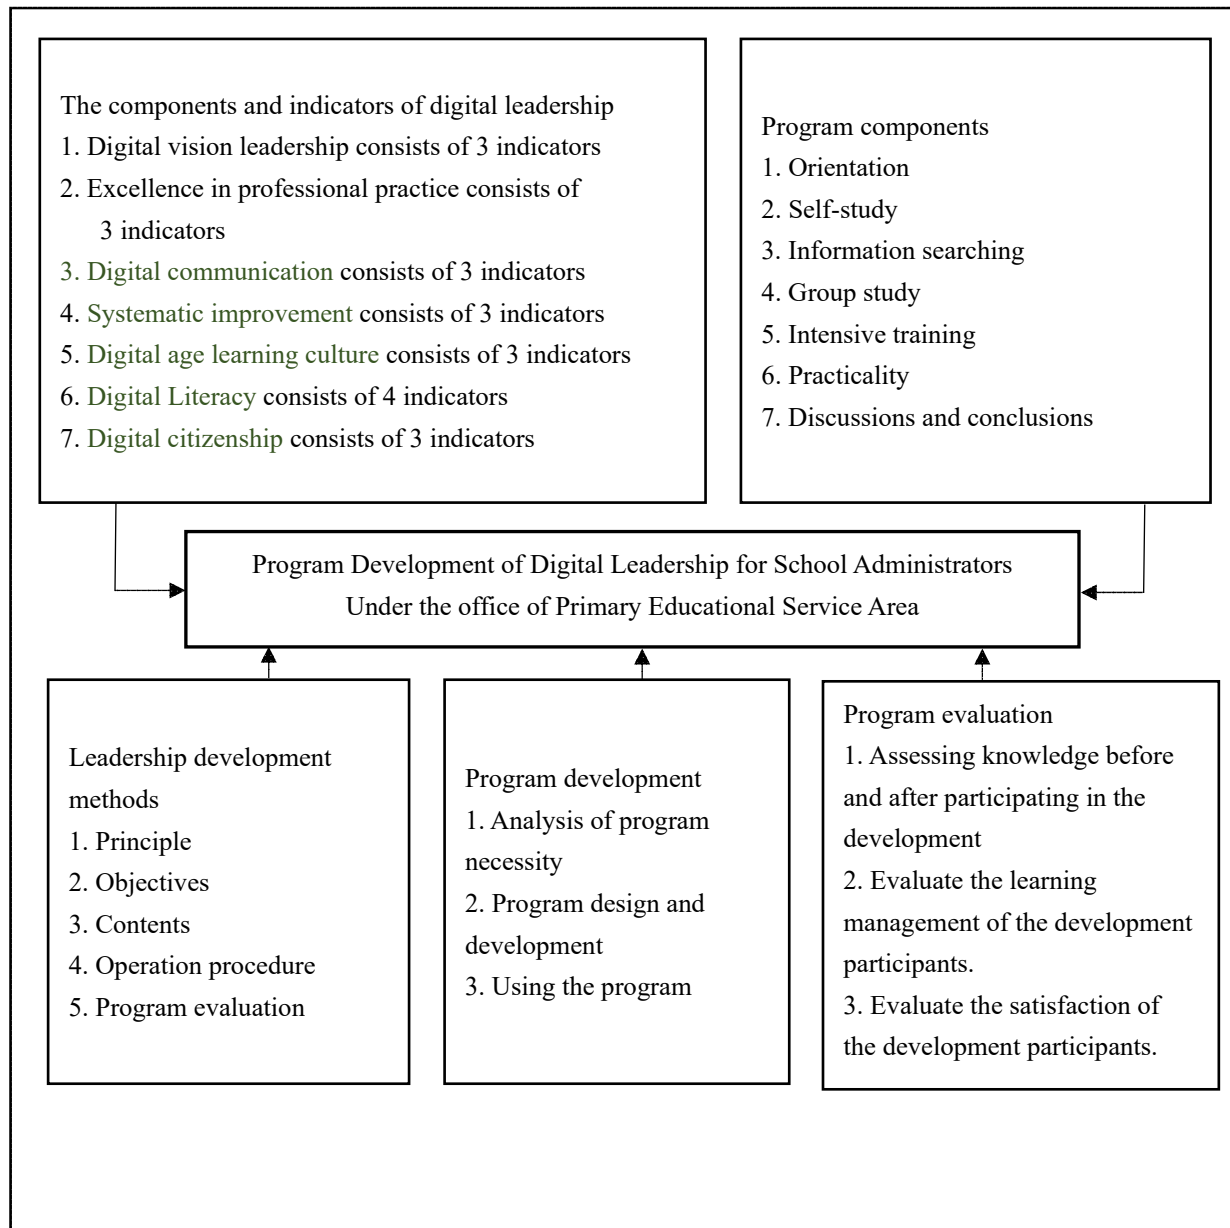 The components and indicators of digital leadership
1. Digital vision leadership consists of 3 indicators
2. Excellence in professional practice consists of
3 indicators
3. Digital communication consists of 3 indicators
4. Systematic improvement consists of 3 indicators
5. Digital age learning culture consists of 3 indicators
6. Digital Literacy consists of 4 indicators
7. Digital citizenship consists of 3 indicators
Program components
1. Orientation
2. Self-study
3. Information searching
4. Group study
5. Intensive training
6. Practicality
7. Discussions and conclusions
Program Development of Digital Leadership for School Administrators
Under the office of Primary Educational Service Area
Leadership development
methods
1. Principle
2. Objectives
3. Contents
4. Operation procedure
5. Program evaluation
Program development
1. Analysis of program
necessity
2. Program design and
development
3. Using the program
Program evaluation
1. Assessing knowledge before
and after participating in the
development
2. Evaluate the learning
management of the development
participants.
3. Evaluate the satisfaction of
the development participants.